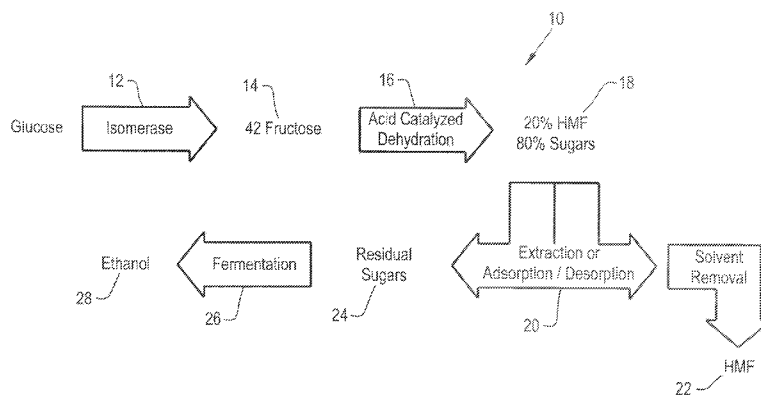 10
12
14
16
18
Glucose
Isomerase
42 Fructose
Acid Catalyzed
Dehydration
20% HMF
80% Sugars
Ethanol
Fermentation
Residual
Sugars
Extraction or
Adsorption / Desorption
Solvent
Removal
28
26
24
20
22
HMF